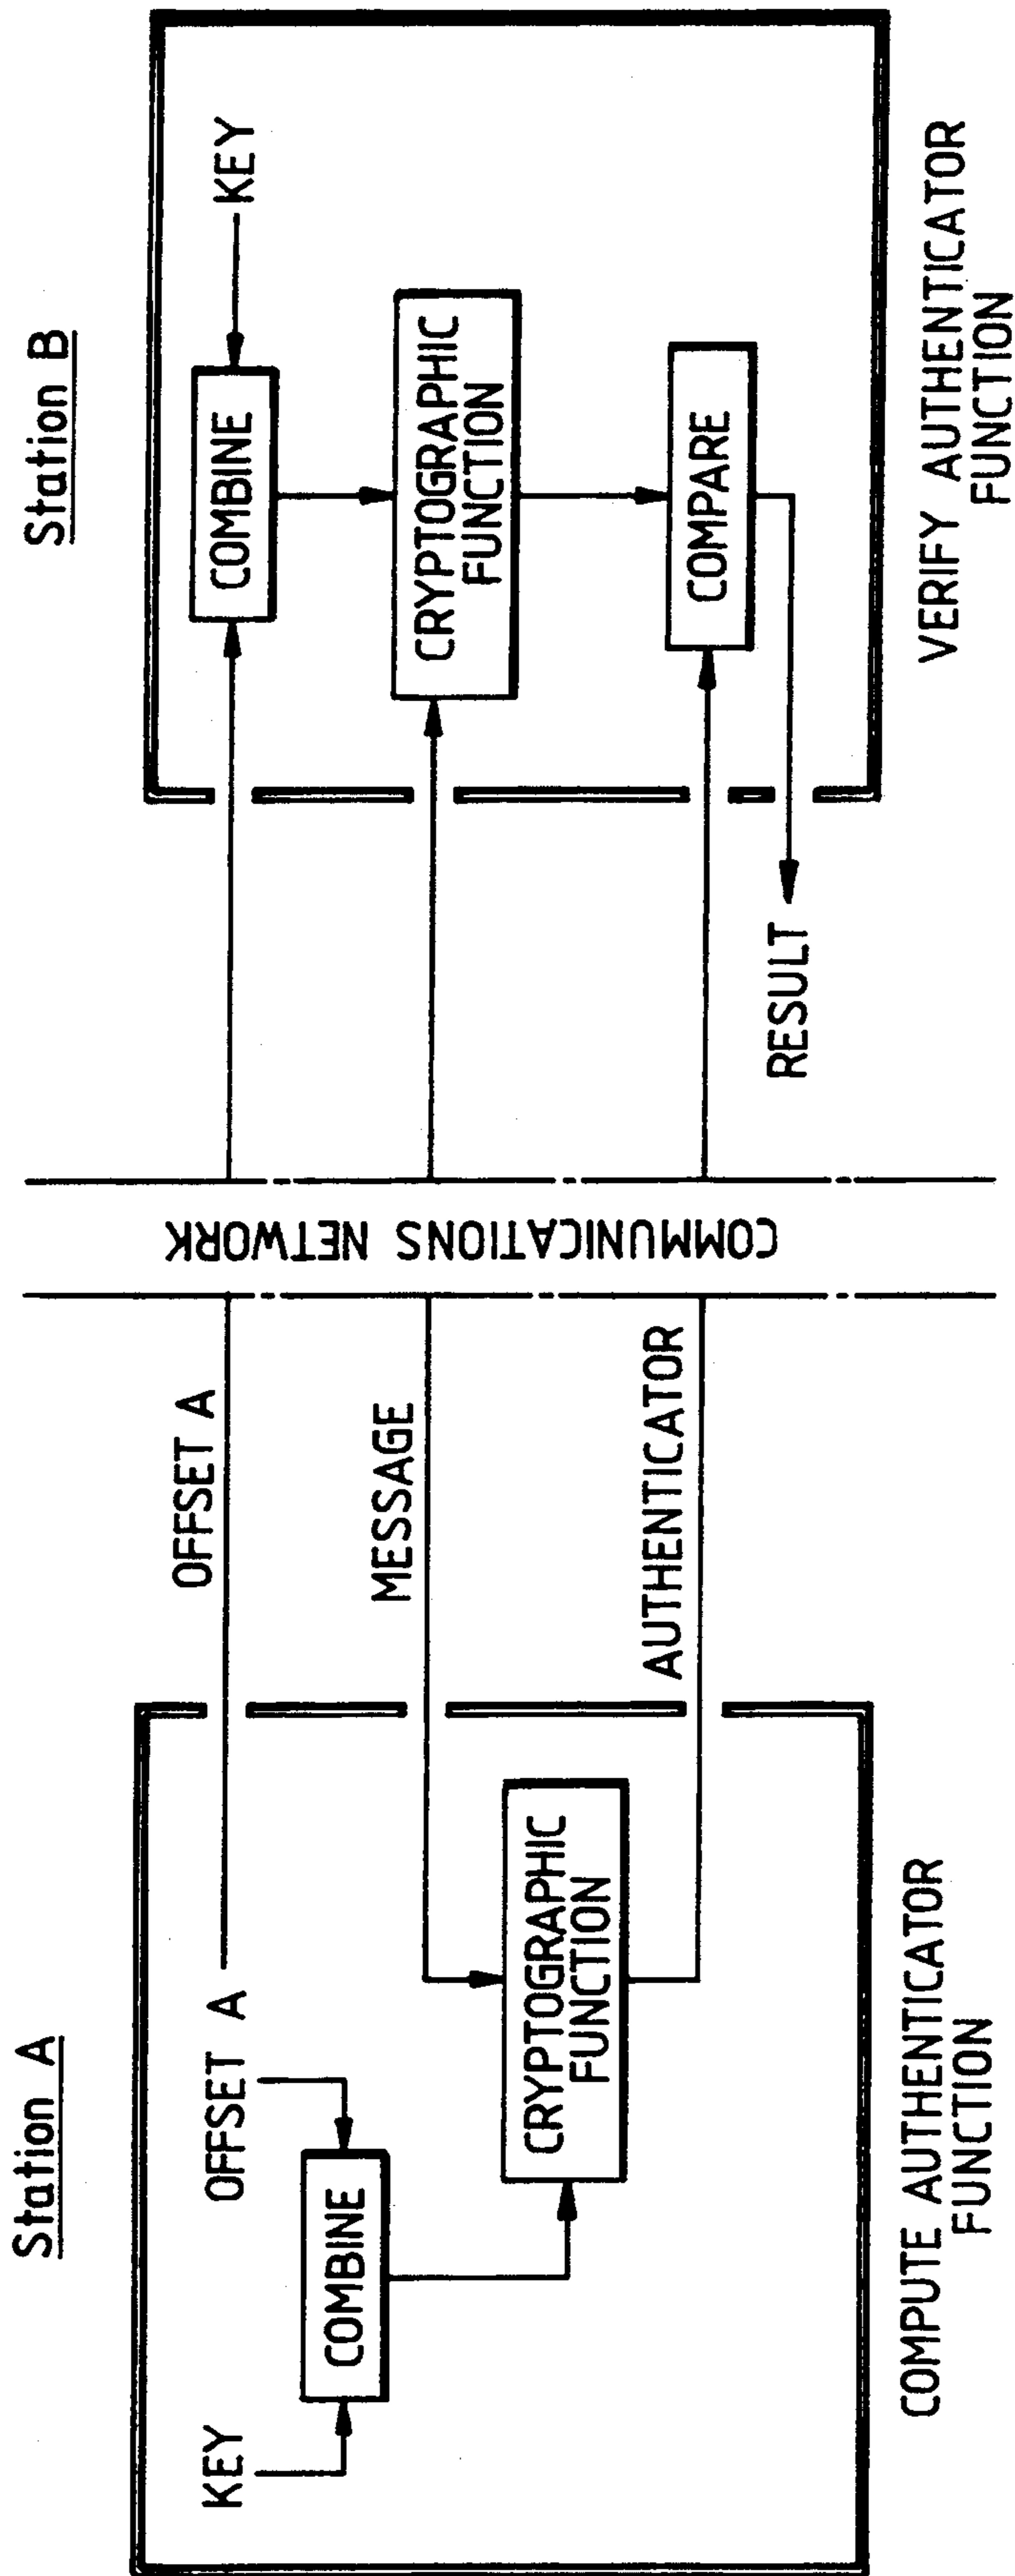 Station A
KEY
OFFSET A
COMBINE
CRYPTOGRAPHIC
FUNCTION
COMPUTE AUTHENTICATOR
FUNCTION
OFFSET A
MESSAGE
AUTHENTICATOR
COMMUNICATIONS NETWORK
Station B
KEY
COMBINE
CRYPTOGRAPHIC
FUNCTION
COMPARE
RESULT
VERIFY AUTHENTICATOR
FUNCTION